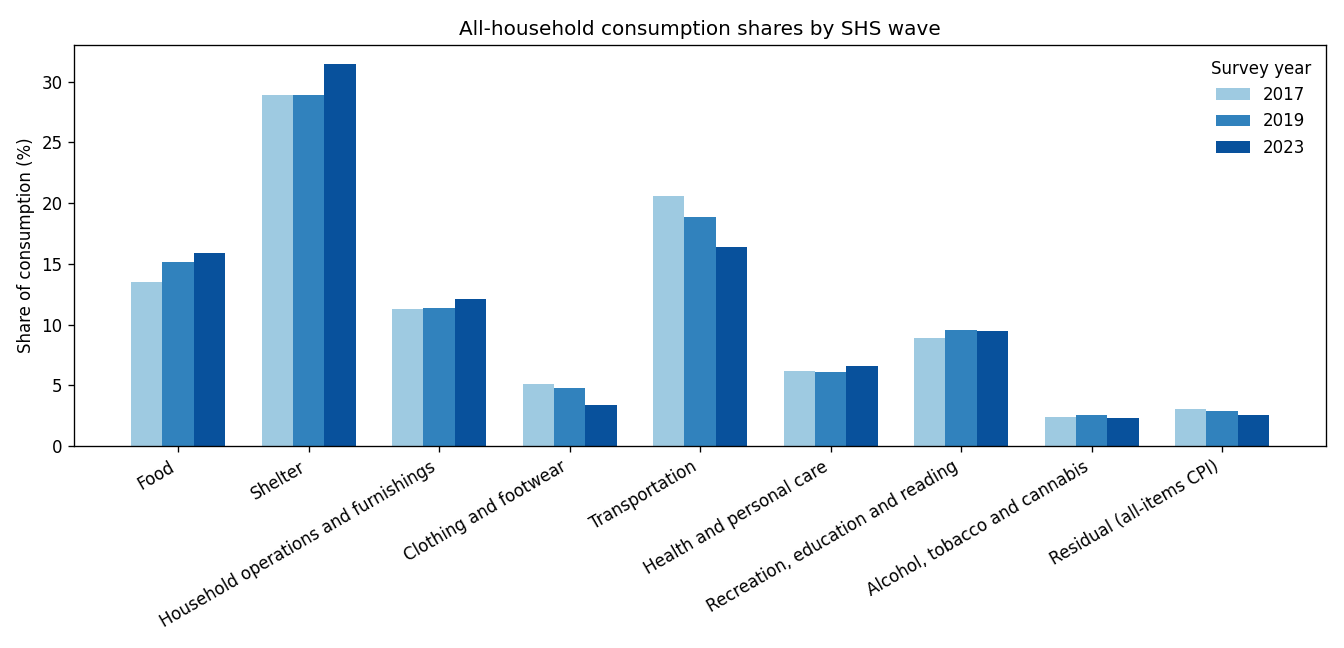 All-household consumption shares by SHS wave
Share of consumption (%)
30
25
20
15
10
5
0
Survey year
2017
2019
2023
Food
Shelter
Household operations and furnishings
Clothing and footwear
Transportation
Health and personal care
Recreation, education and reading
Alcohol, tobacco and cannabis
Residual (all-items CPI)